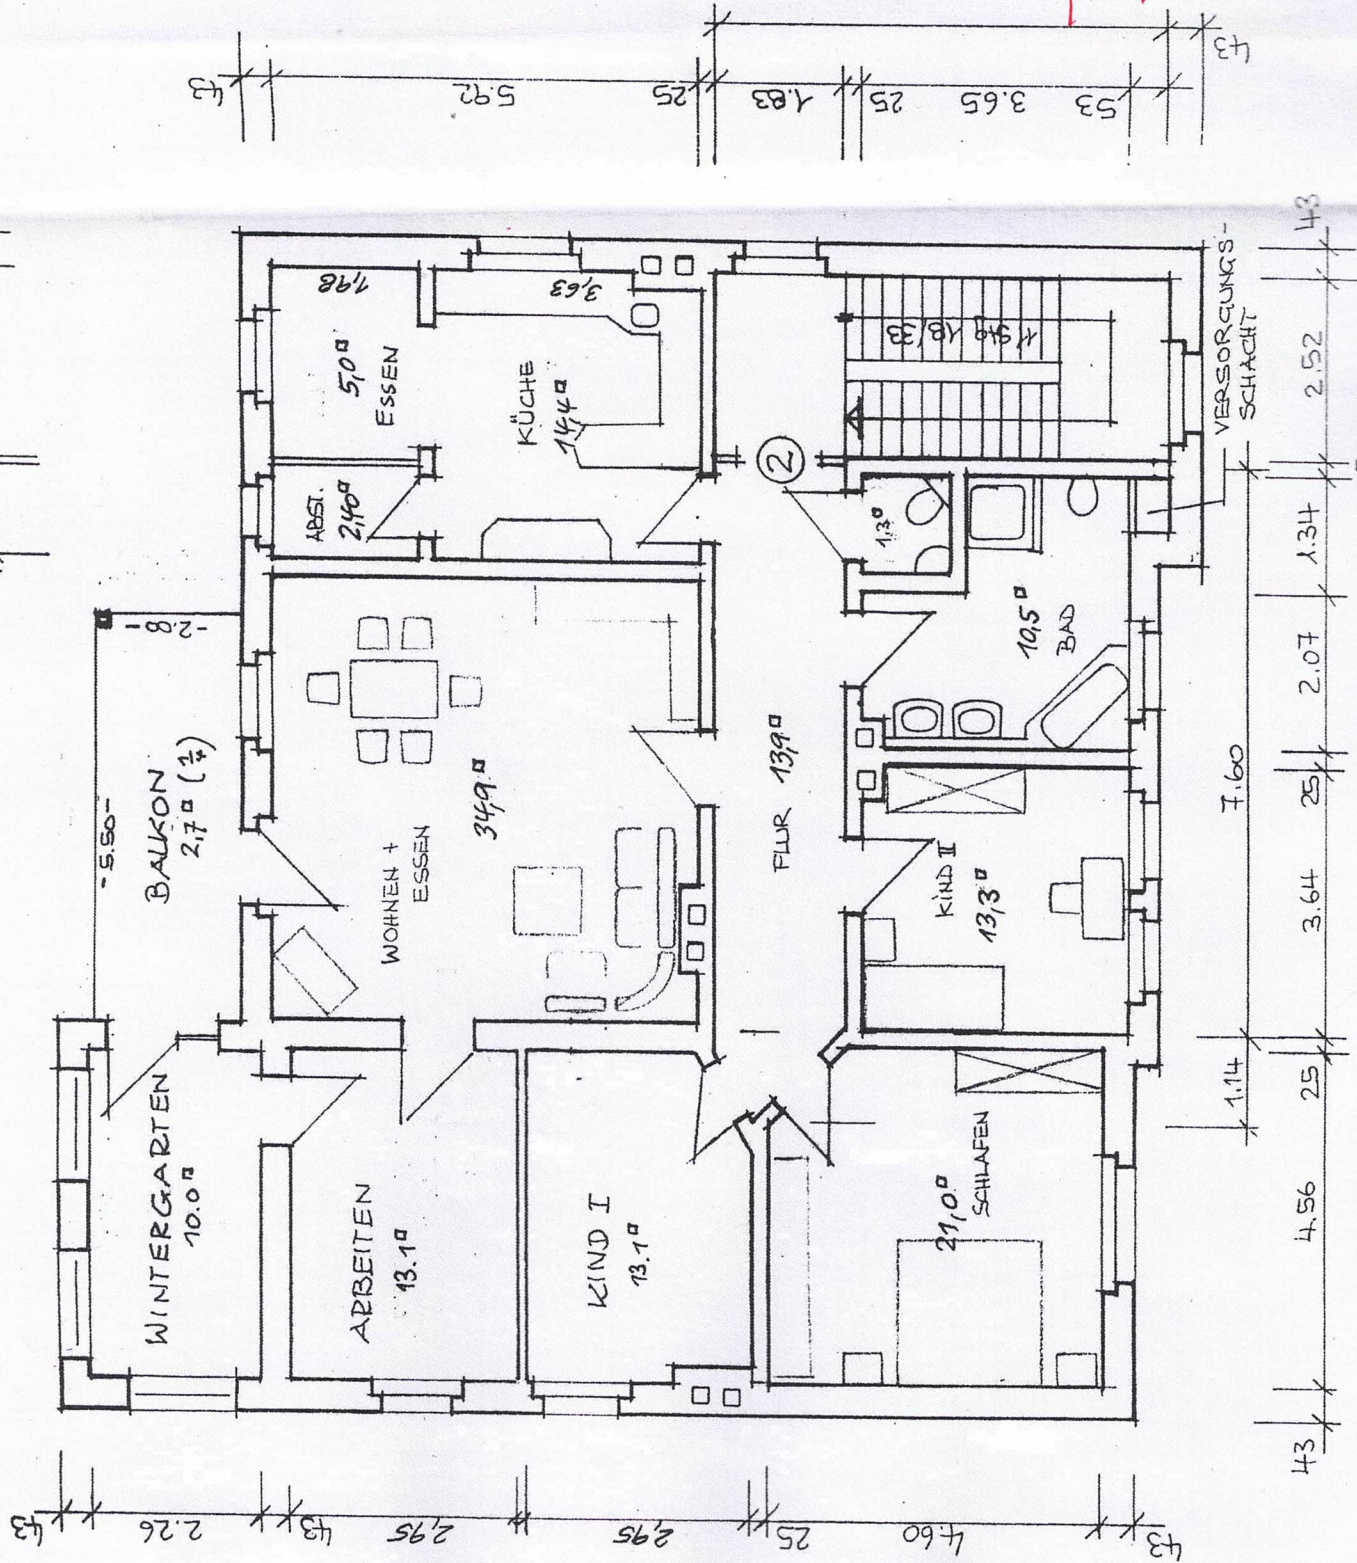 43
5.92
25
1.83
25
3.65
53
43
1,98
3,63
5,0
ESSEN
KÜCHE
14,4
ABST.
2,40
2
1,3
VERSORGUNGS-
SCHACHT
10,5
BAD
-2.8-
-5.50-
BALKON
2,7 (¼)
WOHNEN +
ESSEN
34,9
FLUR 13,9
KIND II
13,3
WINTERGARTEN
10.0
ARBEITEN
13.1
KIND I
13.1
21,0
SCHLAFEN
43
2.52
1.34
2.07
25
3.64
25
4.56
43
7.60
1.14
43
2.26
43
2,95
2,95
25
4.60
43